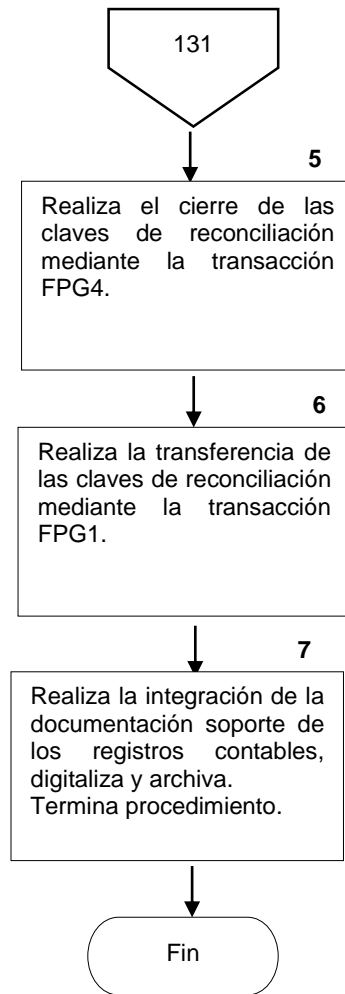 131
5
Realiza el cierre de las
claves de reconciliación
mediante la transacción
FPG4.
6
Realiza la transferencia de
las claves de reconciliación
mediante la transacción
FPG1.
7
Realiza la integración de la
documentación soporte de
los registros contables,
digitaliza y archiva.
Termina procedimiento.
Fin